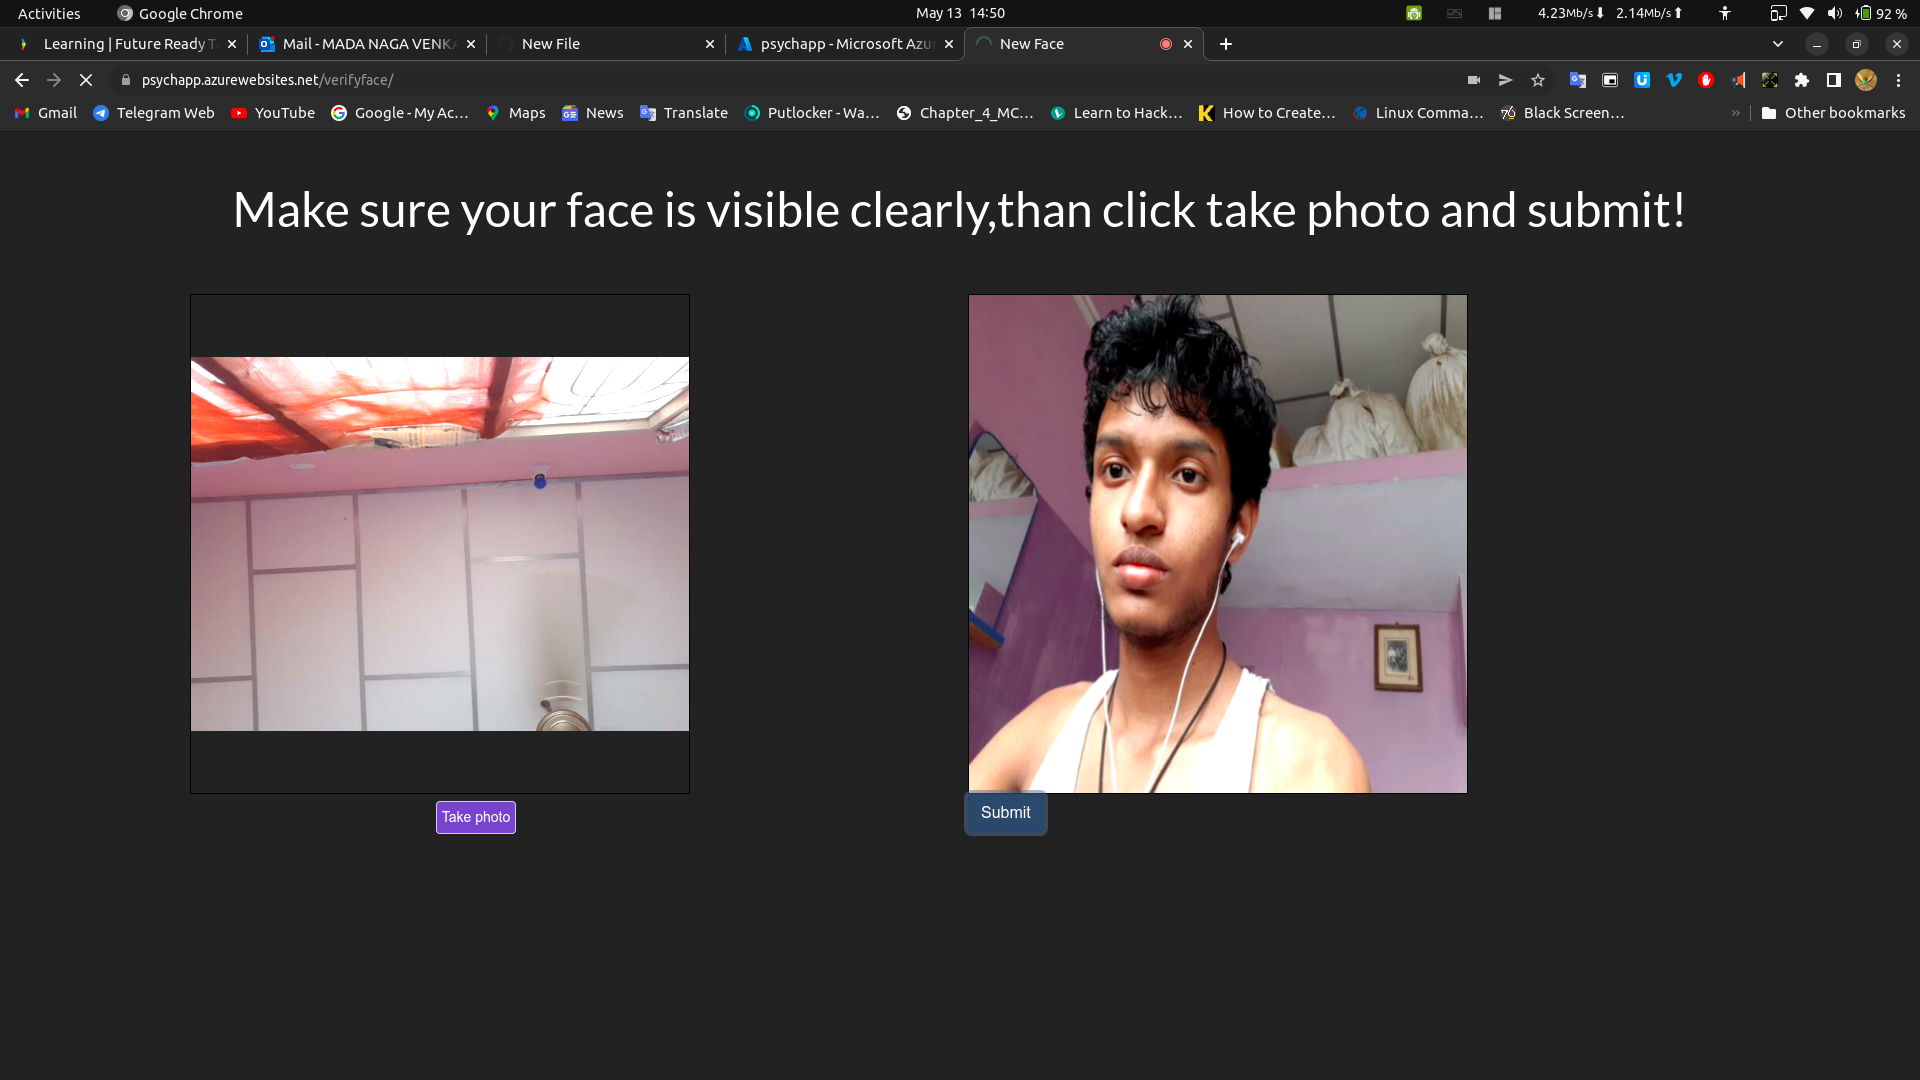 Activities Google Chrome May 13 14:50 4.23Mb/s⬇ 2.14Mb/s⬆ 92 %
Learning | Future Ready T Mail - MADA NAGA VENKA New File psychapp - Microsoft Azur New Face
psychapp.azurewebsites.net/verifyface/
Gmail Telegram Web YouTube Google - My Ac… Maps News Translate Putlocker - Wa… Chapter_4_MC… Learn to Hack… How to Create… Linux Comma… Black Screen… » Other bookmarks
Make sure your face is visible clearly,than click take photo and submit!
Take photo
Submit